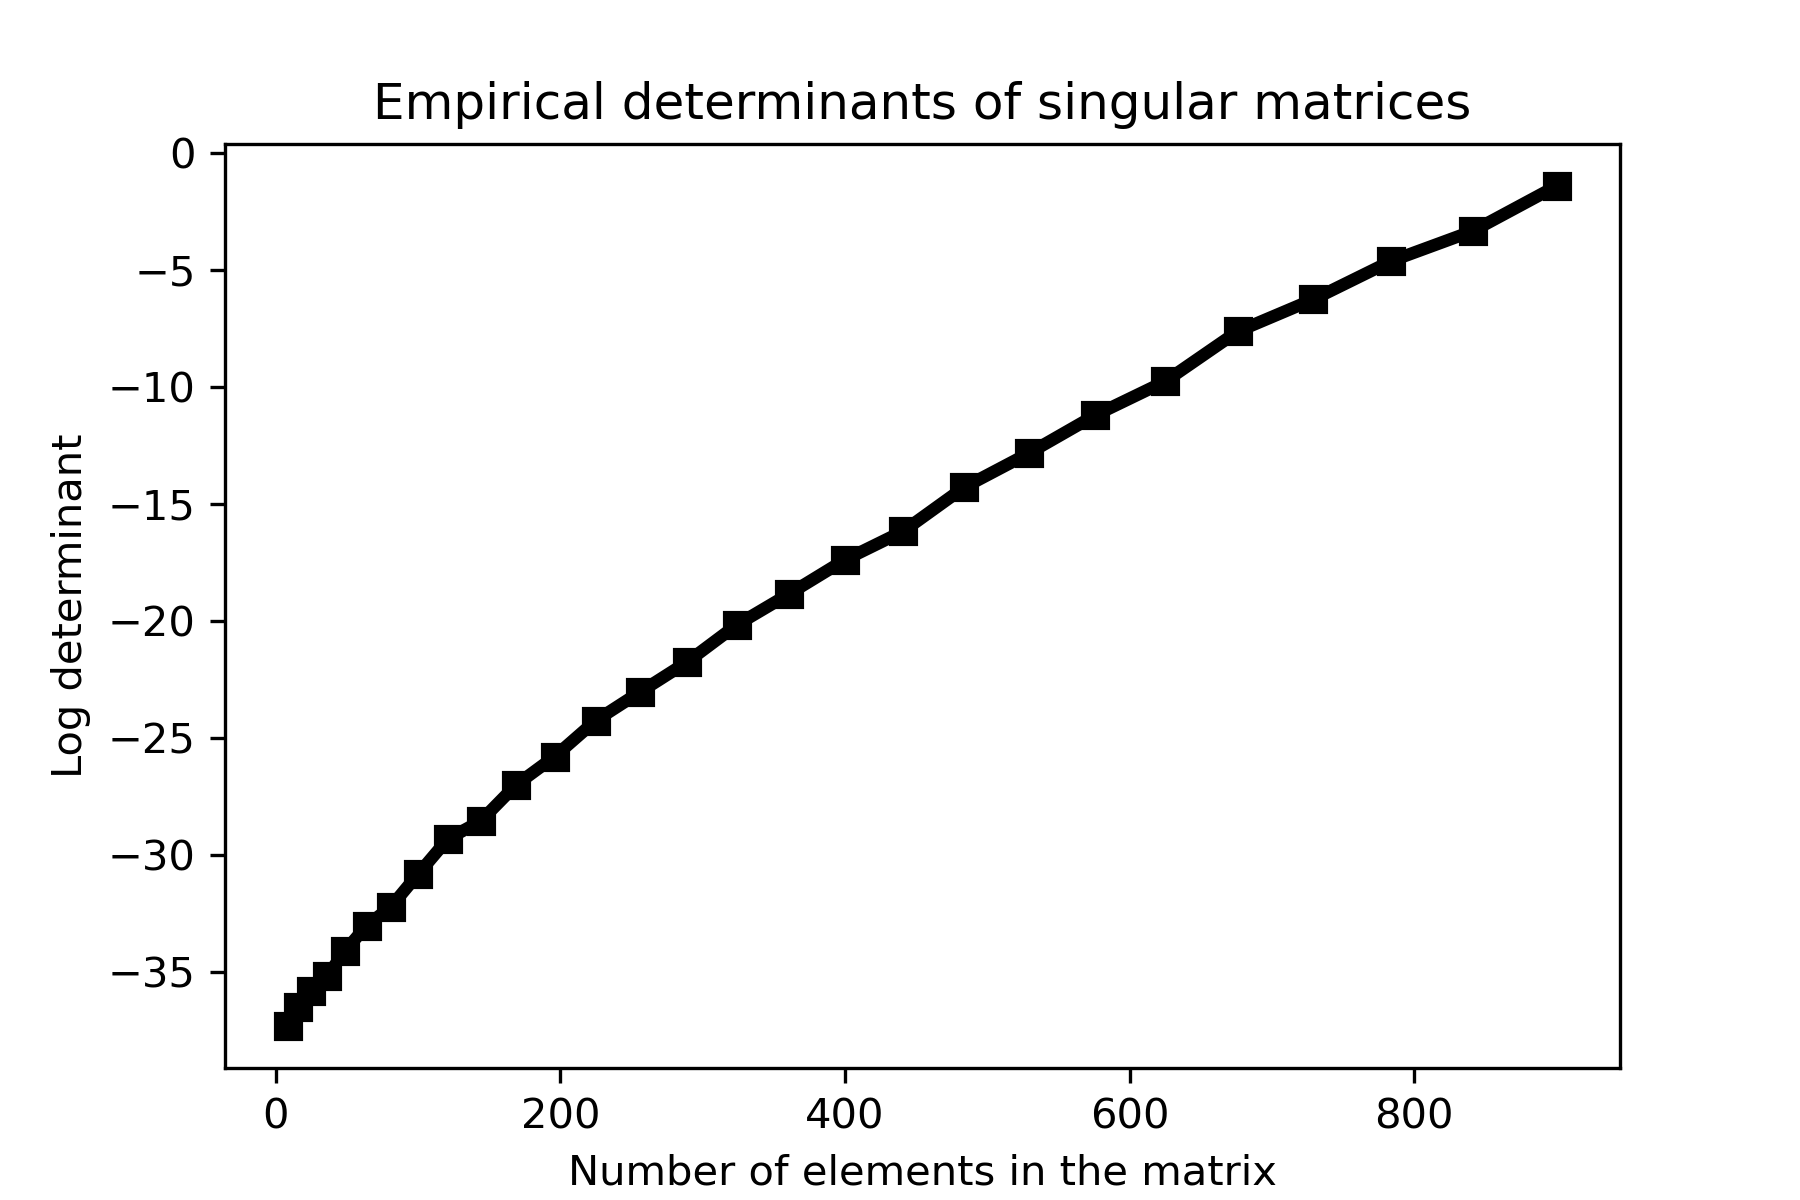 Empirical determinants of singular matrices
0
−5
−10
−15
−20
−25
−30
−35
Log determinant
0 200 400 600 800
Number of elements in the matrix